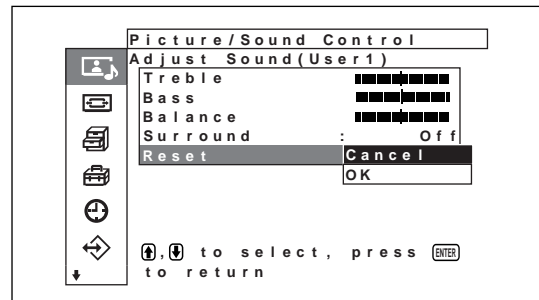 Picture/Sound Control
Adjust Sound(User1)
Treble
Bass
Balance
Surround : Off
Reset Cancel
OK
↑,↓ to select, press ENTER
to return